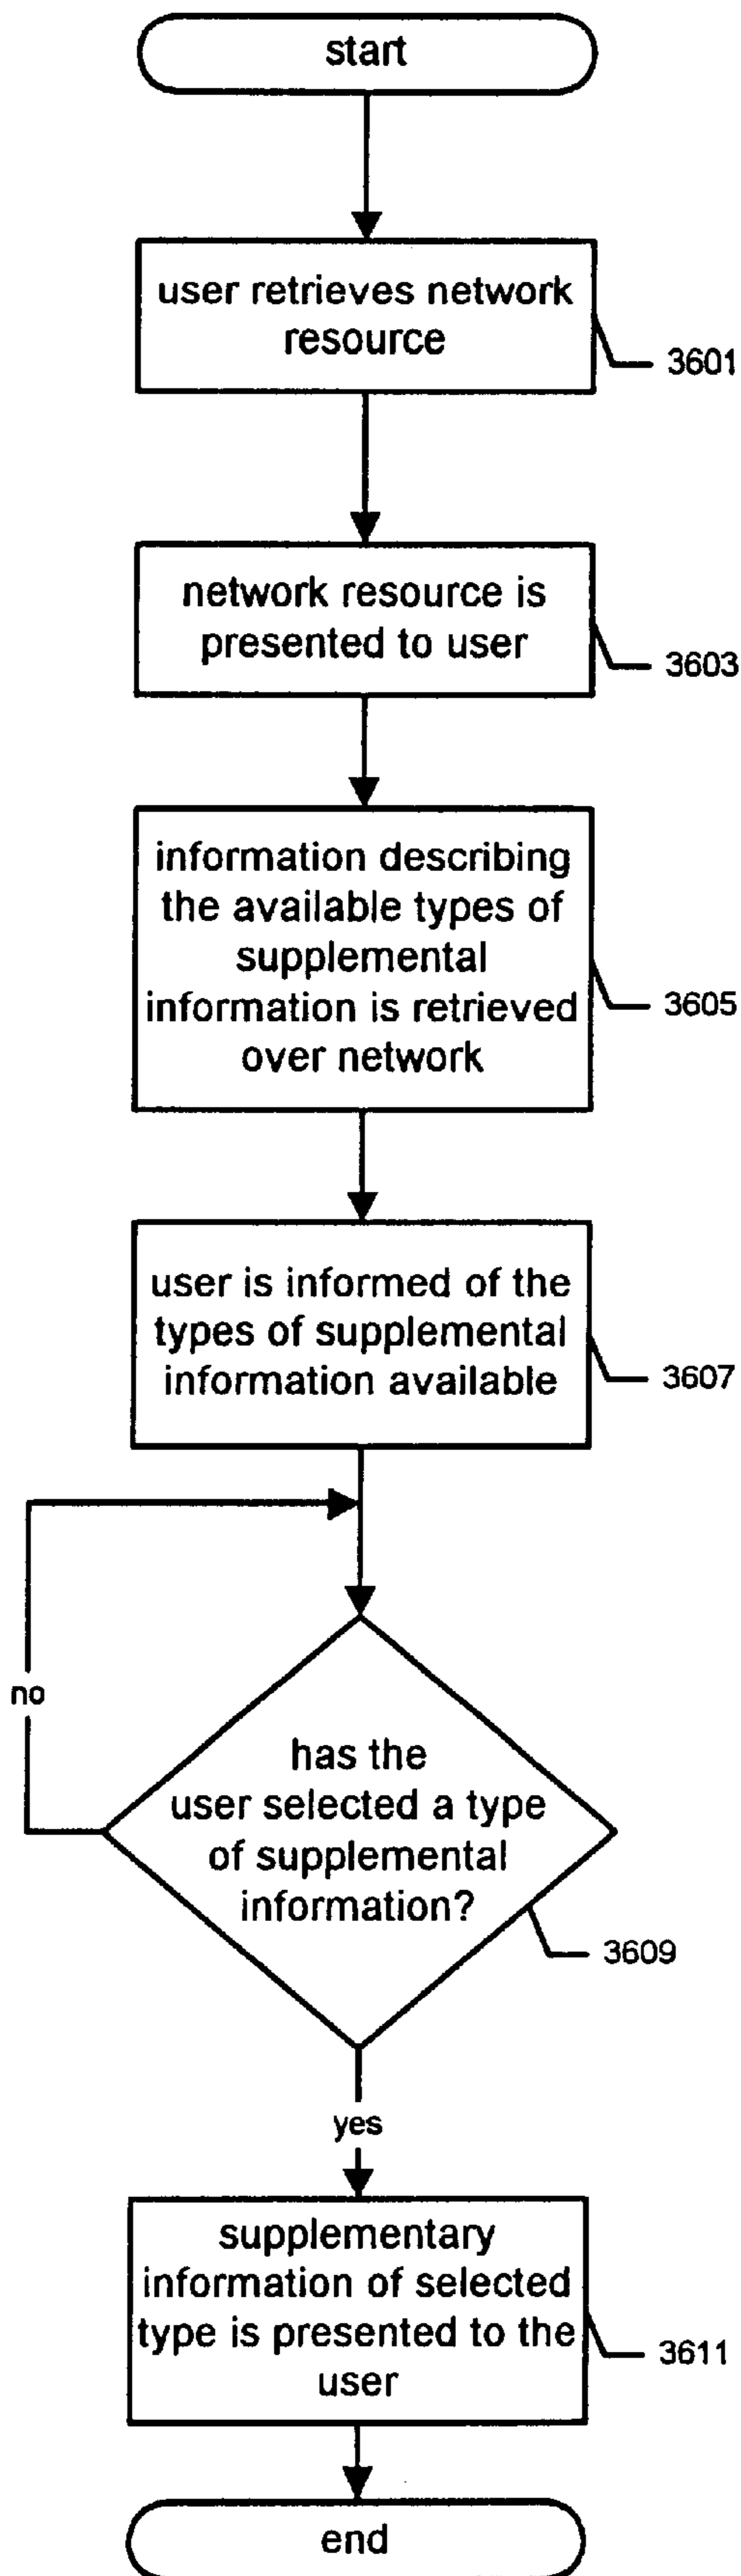 start
user retrieves network
resource
3601
network resource is
presented to user
3603
information describing
the available types of
supplemental
information is retrieved
over network
3605
user is informed of the
types of supplemental
information available
3607
no
has the
user selected a type
of supplemental
information?
3609
yes
supplementary
information of selected
type is presented to the
user
3611
end